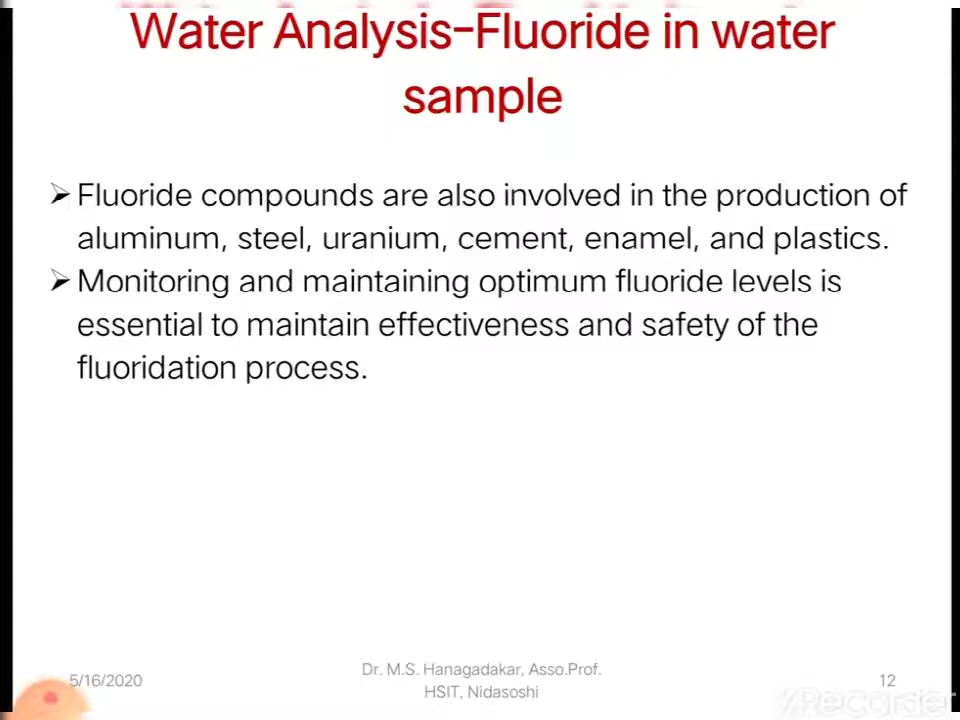 Water Analysis-Fluoride in water
sample
➢ Fluoride compounds are also involved in the production of
aluminum, steel, uranium, cement, enamel, and plastics.
➢ Monitoring and maintaining optimum fluoride levels is
essential to maintain effectiveness and safety of the
fluoridation process.
5/16/2020
Dr. M.S. Hanagadakar, Asso.Prof.
HSIT, Nidasoshi
12
Recorder